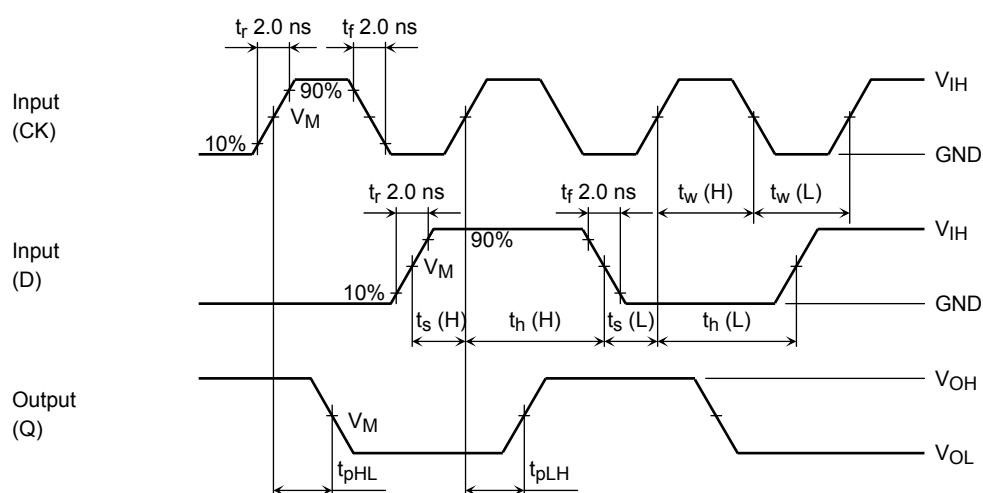 tr 2.0 ns tf 2.0 ns
Input
(CK)
90%
VM
10%
VIH
GND
tr 2.0 ns tf 2.0 ns tw (H) tw (L)
Input
(D)
90%
VM
10%
VIH
GND
ts (H) th (H) ts (L) th (L)
Output
(Q)
VM
VOH
VOL
tpHL tpLH